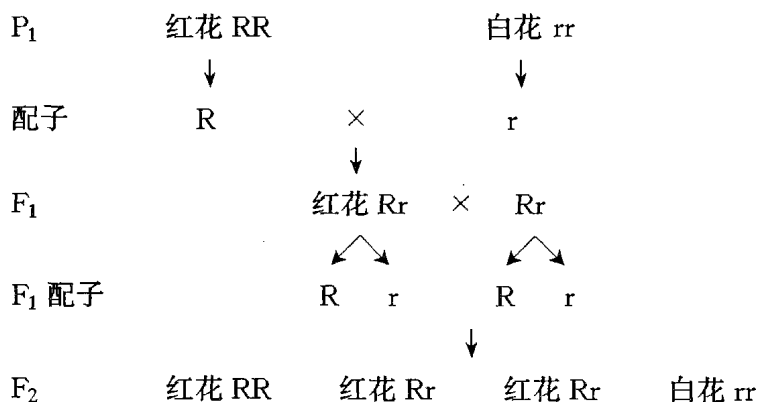 P₁ 红花 RR 白花 rr
配子 R × r
F₁ 红花 Rr × Rr
F₁ 配子 R r R r
F₂ 红花 RR 红花 Rr 红花 Rr 白花 rr